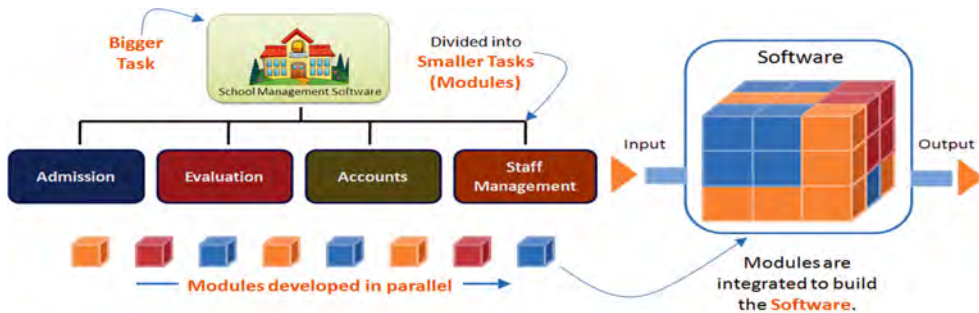 Bigger
Task
School Management Software
Divided into
Smaller Tasks
(Modules)
Admission
Evaluation
Accounts
Staff
Management
Modules developed in parallel
Software
Input
Output
Modules are
integrated to build
the Software.